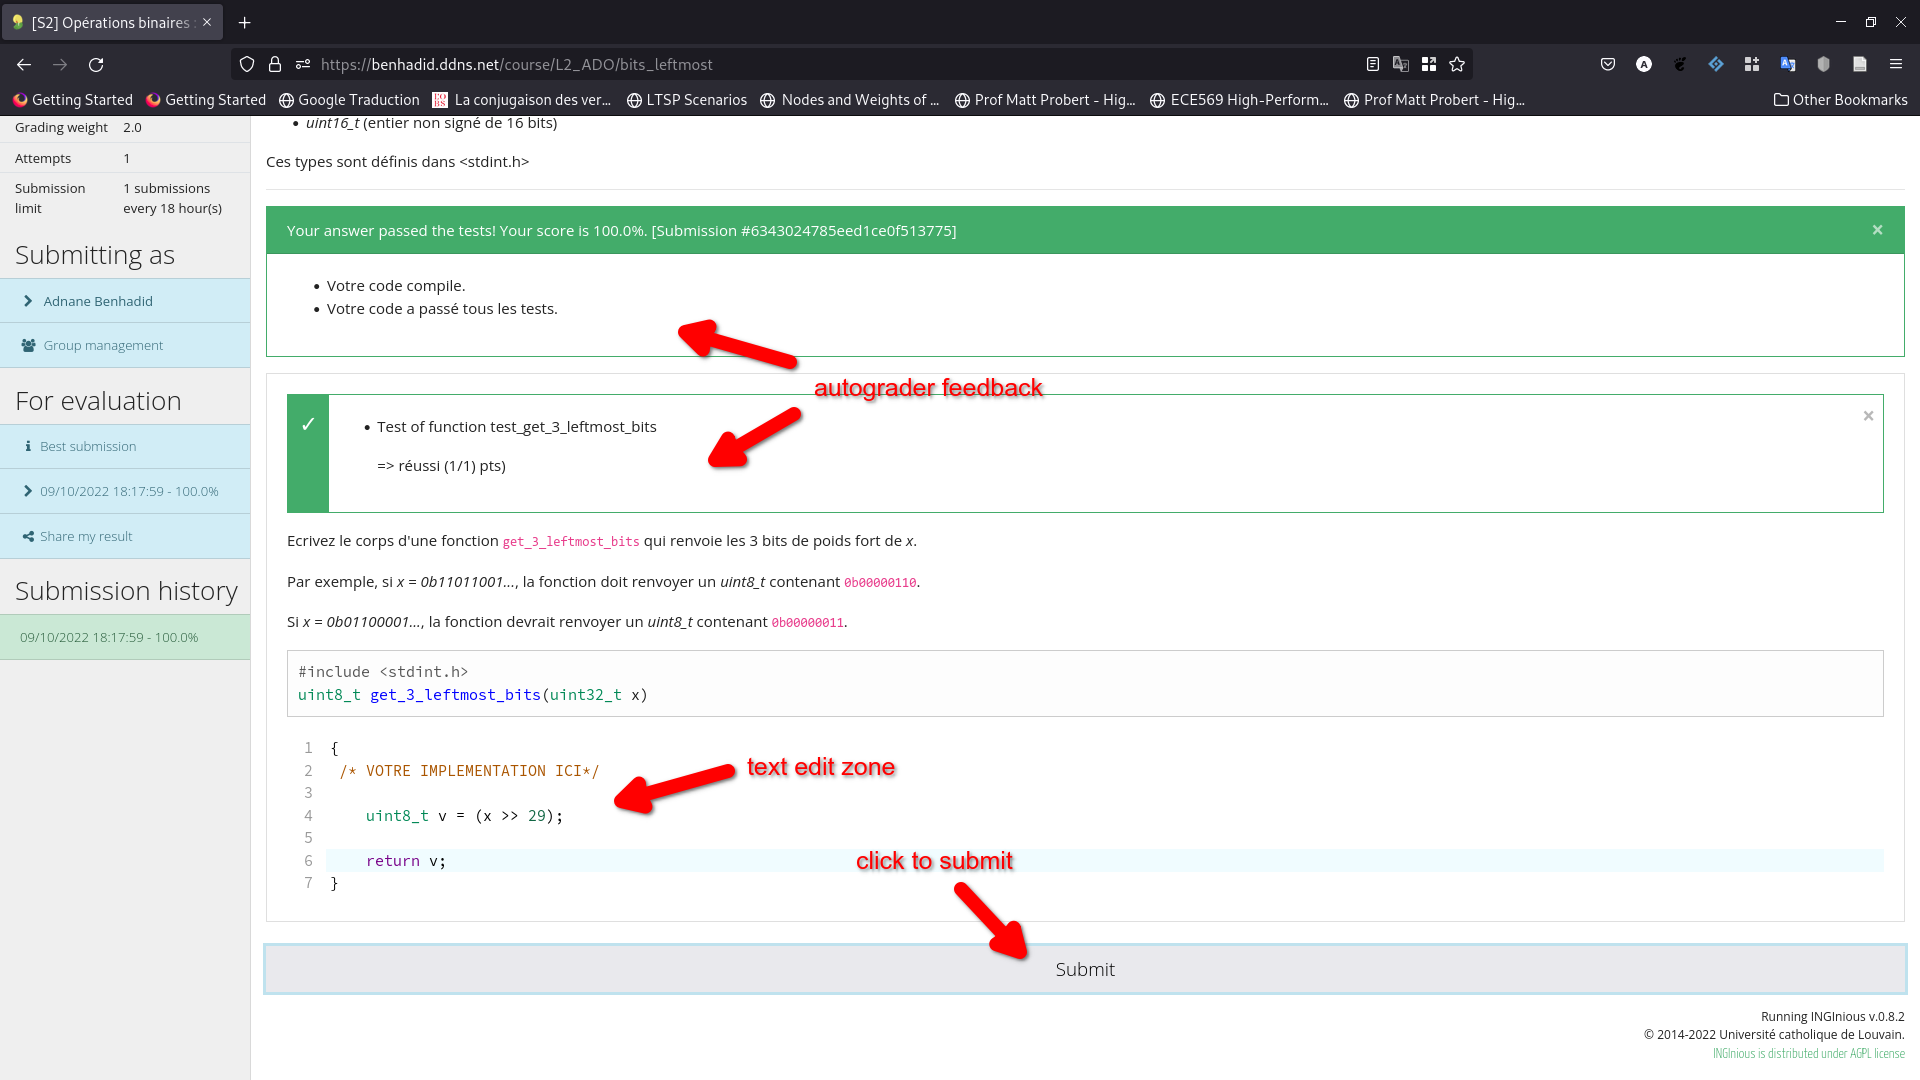 [S2] Opérations binaires
https://benhadid.ddns.net/course/L2_ADO/bits_leftmost
Getting Started
Getting Started
Google Traduction
La conjugaison des ver...
LTSP Scenarios
Nodes and Weights of ...
Prof Matt Probert - Hig...
ECE569 High-Perform...
Prof Matt Probert - Hig...
Other Bookmarks
Grading weight 2.0
Attempts 1
Submission limit 1 submissions every 18 hour(s)
Submitting as
Adnane Benhadid
Group management
For evaluation
Best submission
09/10/2022 18:17:59 - 100.0%
Share my result
Submission history
09/10/2022 18:17:59 - 100.0%
• uint16_t (entier non signé de 16 bits)
Ces types sont définis dans <stdint.h>
Your answer passed the tests! Your score is 100.0%. [Submission #6343024785eed1ce0f513775]
×
• Votre code compile.
• Votre code a passé tous les tests.
autograder feedback
✓
• Test of function test_get_3_leftmost_bits
×
=> réussi (1/1) pts)
Ecrivez le corps d'une fonction get_3_leftmost_bits qui renvoie les 3 bits de poids fort de x.
Par exemple, si x = 0b11011001..., la fonction doit renvoyer un uint8_t contenant 0b00000110.
Si x = 0b01100001..., la fonction devrait renvoyer un uint8_t contenant 0b00000011.
#include <stdint.h>
uint8_t get_3_leftmost_bits(uint32_t x)
1 {
2 /* VOTRE IMPLEMENTATION ICI*/
3
4 uint8_t v = (x >> 29);
5
6 return v;
7 }
text edit zone
click to submit
Submit
Running INGInious v.0.8.2
© 2014-2022 Université catholique de Louvain.
INGInious is distributed under AGPL license